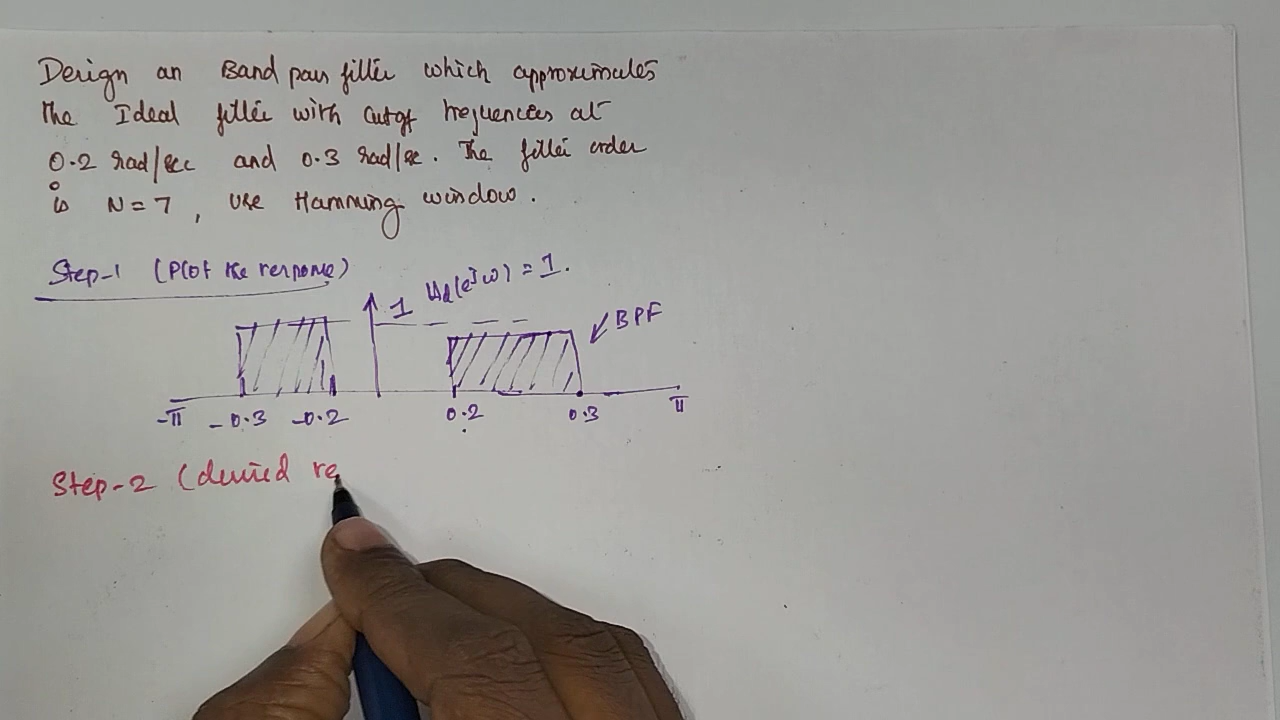 Design an Band pass filter which approximates
the Ideal filter with cutoff frequencies at
0.2 rad/sec and 0.3 rad/sec. The filter order
is N = 7, use Hamming window.
Step-1 (Plot the response)
1 Hd(e^jω) = 1.
BPF
-π -0.3 -0.2 0.2 0.3 π
Step-2 (desired re